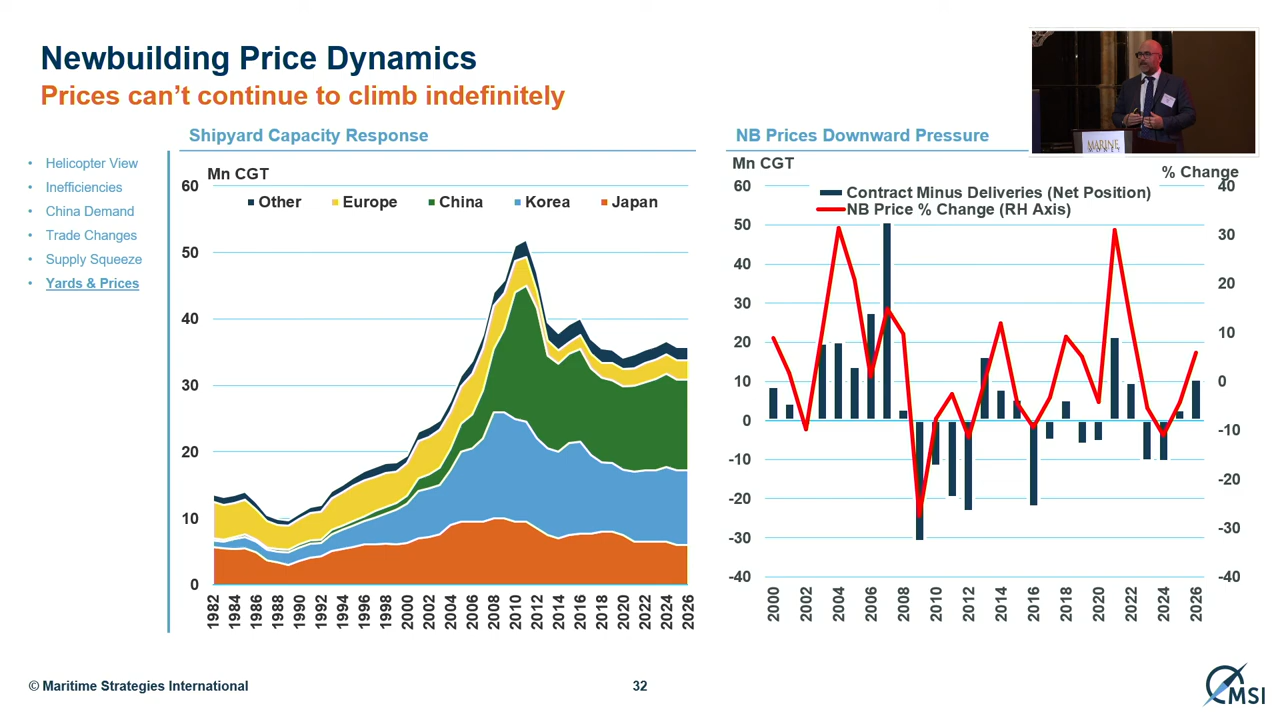 Newbuilding Price Dynamics
Prices can't continue to climb indefinitely
• Helicopter View
• Inefficiencies
• China Demand
• Trade Changes
• Supply Squeeze
• Yards & Prices
Shipyard Capacity Response
Mn CGT
Other Europe China Korea Japan
60
50
40
30
20
10
0
1982 1984 1986 1988 1990 1992 1994 1996 1998 2000 2002 2004 2006 2008 2010 2012 2014 2016 2018 2020 2022 2024 2026
NB Prices Downward Pressure
Mn CGT
% Change
Contract Minus Deliveries (Net Position)
NB Price % Change (RH Axis)
60
50
40
30
20
10
0
-10
-20
-30
-40
40
30
20
10
0
-10
-20
-30
-40
2000 2002 2004 2006 2008 2010 2012 2014 2016 2018 2020 2022 2024 2026
MARINE
MONEY
© Maritime Strategies International
32
MSI